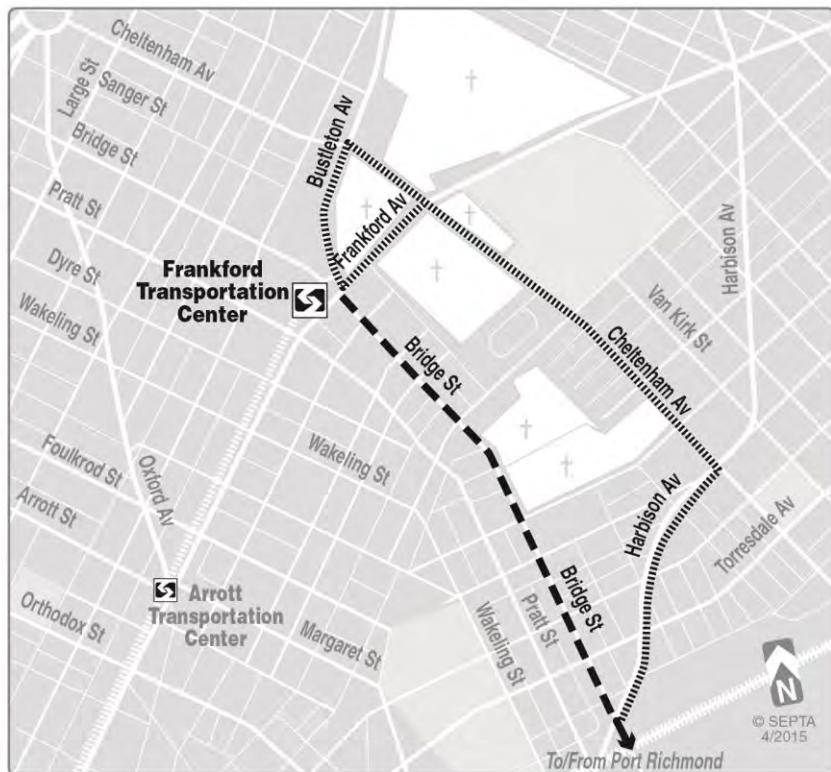 Cheltenham Av
Large St
Sanger St
Bridge St
Bustleton Av
Pratt St
Frankford Av
Harbison Av
Dyre St
Frankford
Transportation
Center
Van Kirk St
Wakeling St
Bridge St
Cheltenham Av
Wakeling St
Foulkrod St
Oxford Av
Harbison Av
Arrott St
Torresdale Av
Bridge St
Arrott
Transportation
Center
Pratt St
Orthodox St
Margaret St
Wakeling St
N
© SEPTA
4/2015
To/From Port Richmond